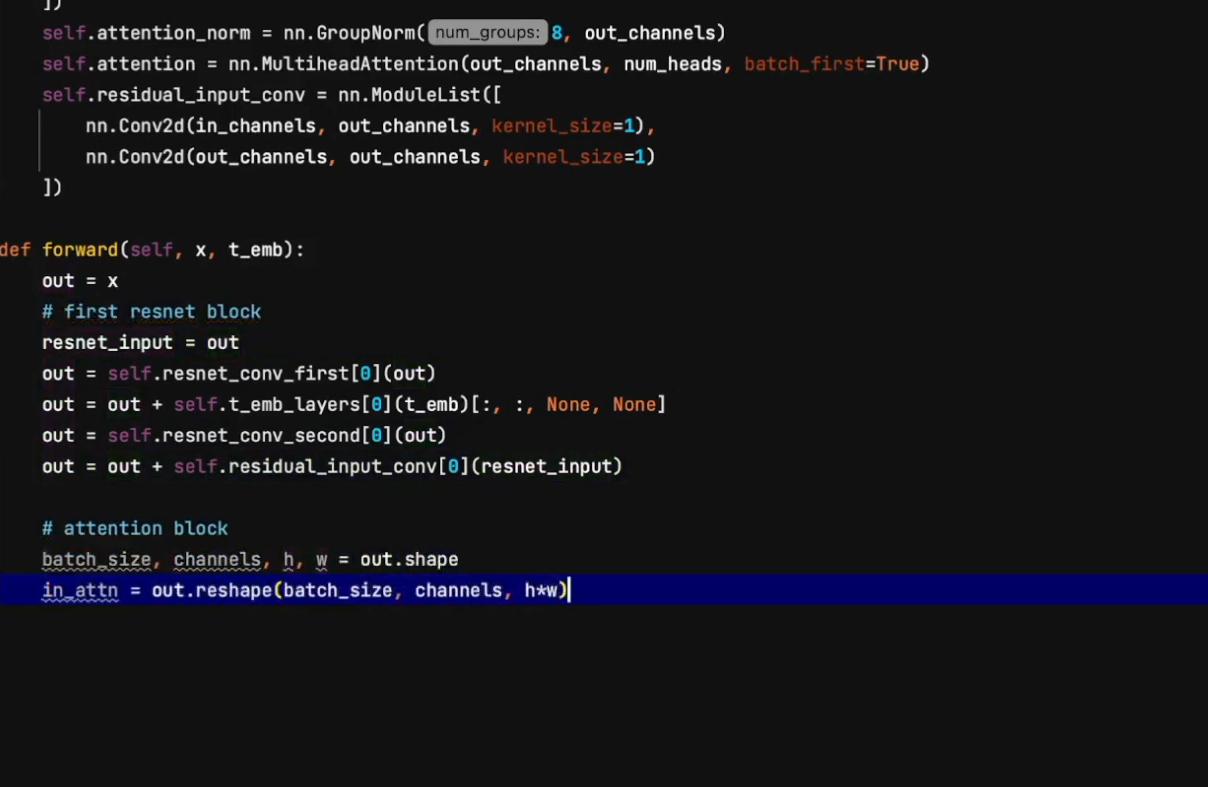 ])
self.attention_norm = nn.GroupNorm( num_groups: 8, out_channels)
self.attention = nn.MultiheadAttention(out_channels, num_heads, batch_first=True)
self.residual_input_conv = nn.ModuleList([
nn.Conv2d(in_channels, out_channels, kernel_size=1),
nn.Conv2d(out_channels, out_channels, kernel_size=1)
])
def forward(self, x, t_emb):
out = x
# first resnet block
resnet_input = out
out = self.resnet_conv_first[0](out)
out = out + self.t_emb_layers[0](t_emb)[:, :, None, None]
out = self.resnet_conv_second[0](out)
out = out + self.residual_input_conv[0](resnet_input)
# attention block
batch_size, channels, h, w = out.shape
in_attn = out.reshape(batch_size, channels, h*w)